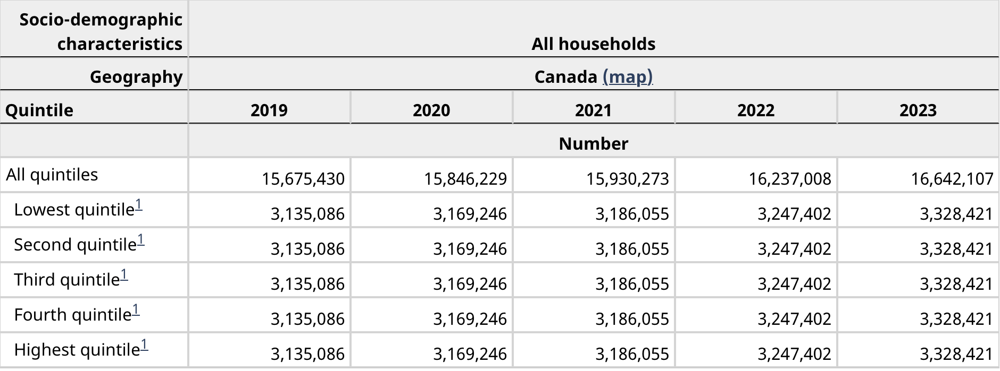 Socio-demographic
characteristics All households
Geography Canada (map)
Quintile 2019 2020 2021 2022 2023
Number
All quintiles 15,675,430 15,846,229 15,930,273 16,237,008 16,642,107
Lowest quintile1 3,135,086 3,169,246 3,186,055 3,247,402 3,328,421
Second quintile1 3,135,086 3,169,246 3,186,055 3,247,402 3,328,421
Third quintile1 3,135,086 3,169,246 3,186,055 3,247,402 3,328,421
Fourth quintile1 3,135,086 3,169,246 3,186,055 3,247,402 3,328,421
Highest quintile1 3,135,086 3,169,246 3,186,055 3,247,402 3,328,421